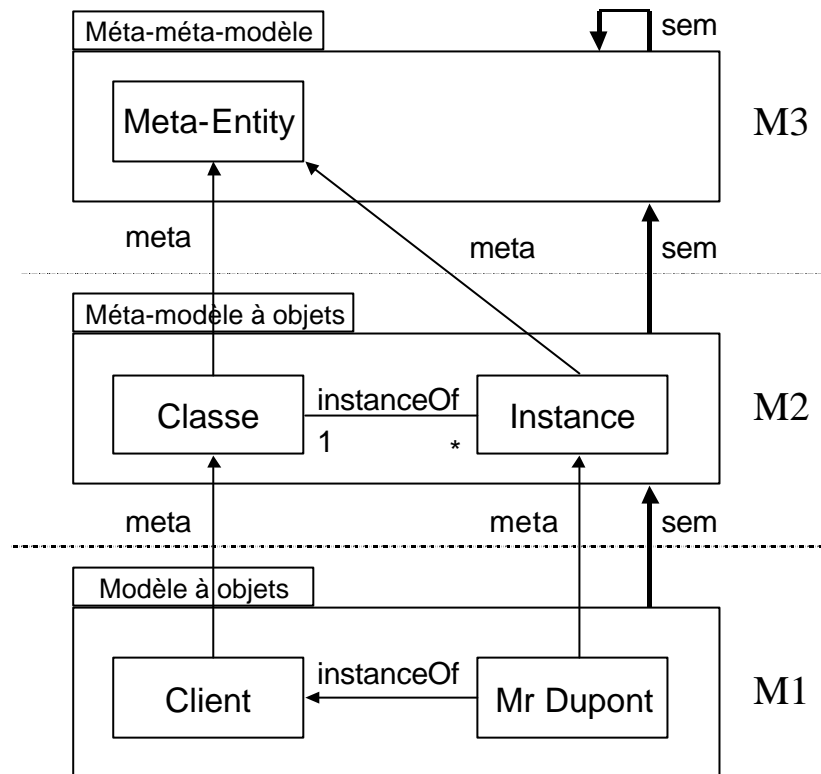 Méta-méta-modèle
sem
Meta-Entity
M3
meta
meta
sem
Méta-modèle à objets
Classe
instanceOf
Instance
M2
1
*
meta
meta
sem
Modèle à objets
Client
instanceOf
Mr Dupont
M1